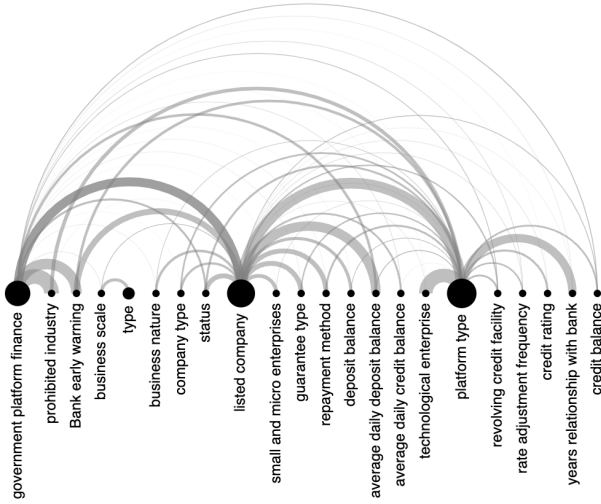 government platform finance
prohibited industry
Bank early warning
business scale
type
business nature
company type
status
listed company
small and micro enterprises
guarantee type
repayment method
deposit balance
average daily deposit balance
average daily credit balance
technological enterprise
platform type
revolving credit facility
rate adjustment frequency
credit rating
years relationship with bank
credit balance